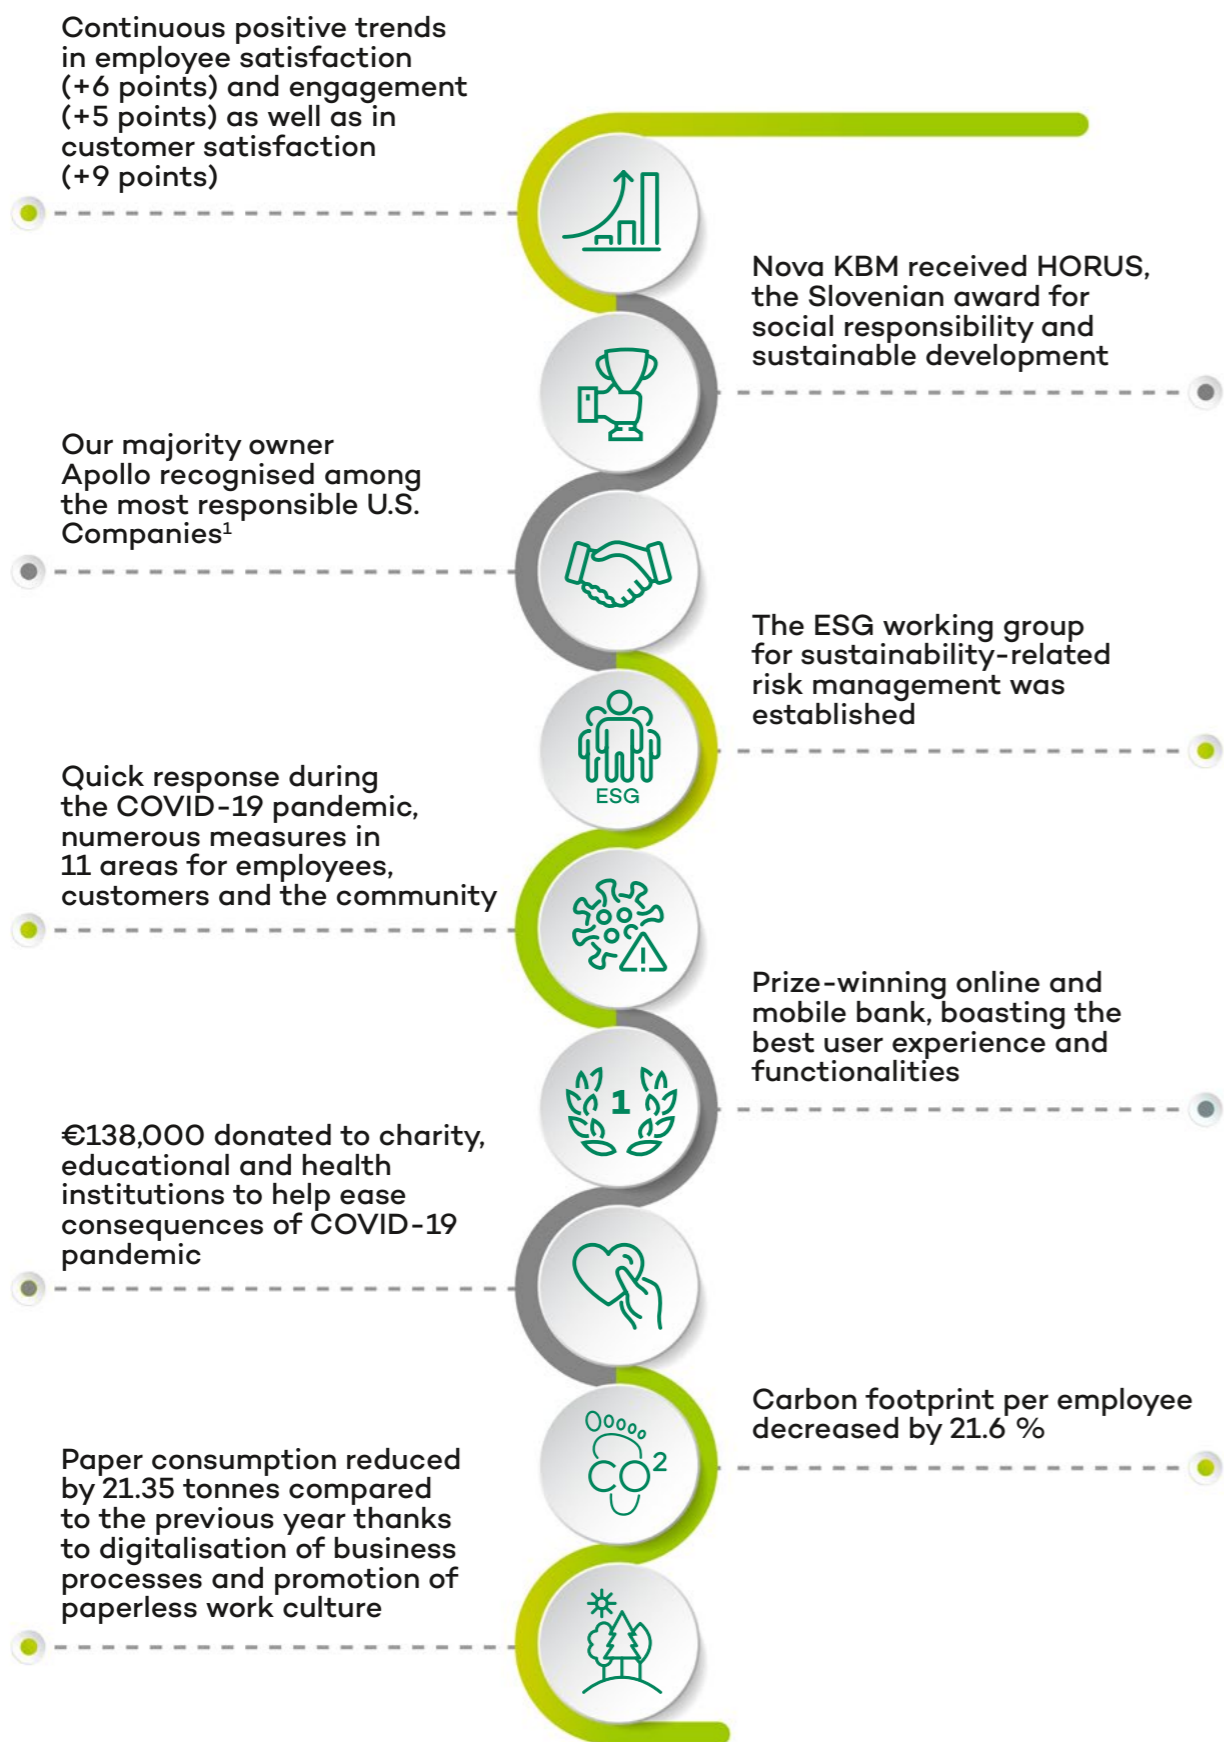 Continuous positive trends
in employee satisfaction
(+6 points) and engagement
(+5 points) as well as in
customer satisfaction
(+9 points)
Nova KBM received HORUS,
the Slovenian award for
social responsibility and
sustainable development
Our majority owner
Apollo recognised among
the most responsible U.S.
Companies¹
The ESG working group
for sustainability-related
risk management was
established
ESG
Quick response during
the COVID-19 pandemic,
numerous measures in
11 areas for employees,
customers and the community
Prize-winning online and
mobile bank, boasting the
best user experience and
functionalities
1
€138,000 donated to charity,
educational and health
institutions to help ease
consequences of COVID-19
pandemic
Carbon footprint per employee
decreased by 21.6 %
CO²
Paper consumption reduced
by 21.35 tonnes compared
to the previous year thanks
to digitalisation of business
processes and promotion of
paperless work culture